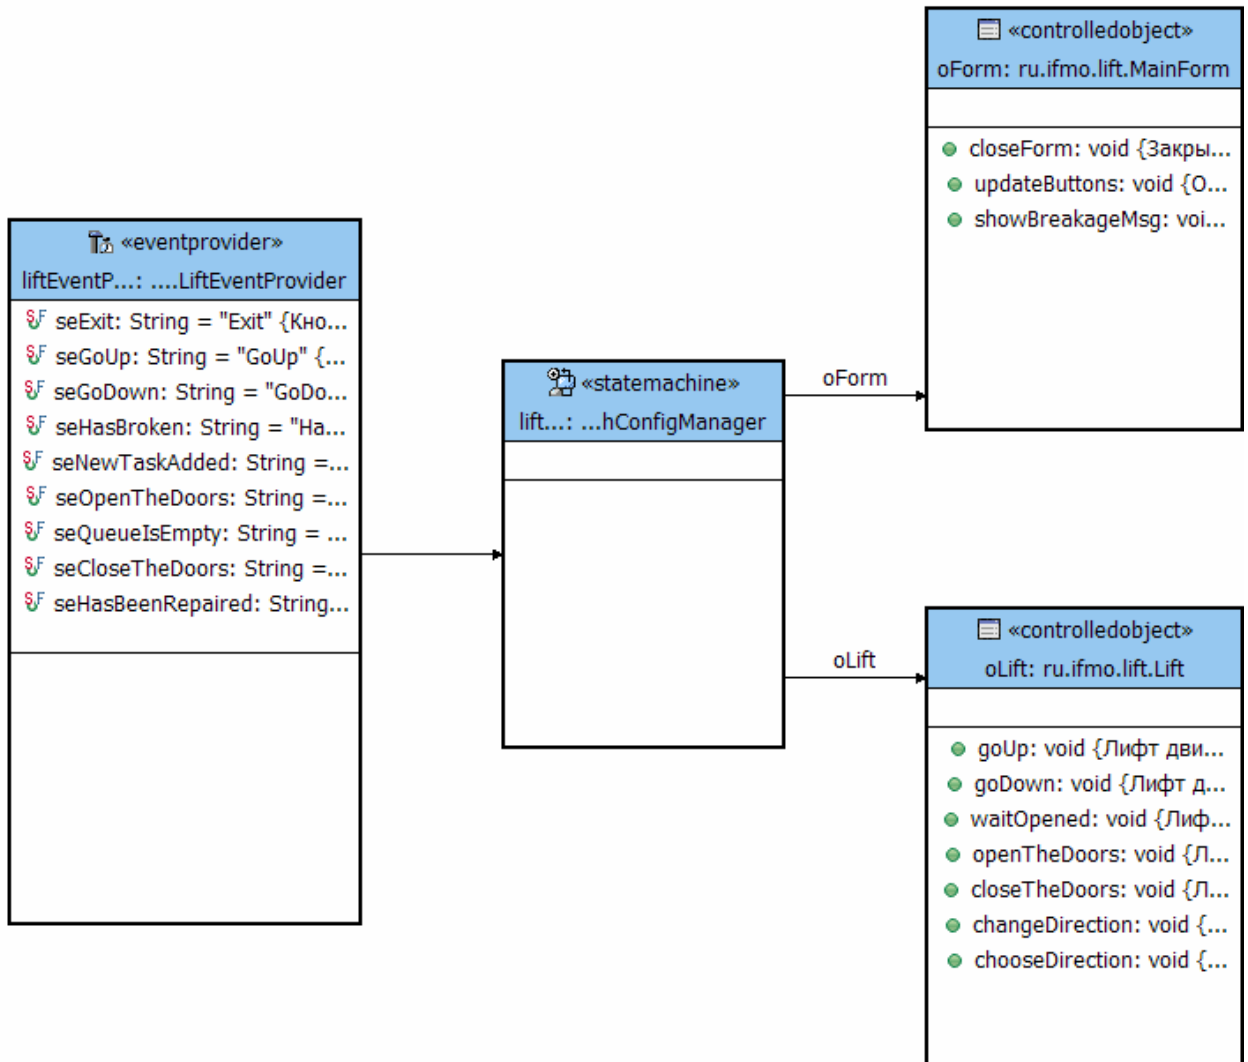 «controlledobject»
oForm: ru.ifmo.lift.MainForm
closeForm: void {Закры...
updateButtons: void {О...
showBreakageMsg: voi...
«eventprovider»
liftEventP...: ....LiftEventProvider
seExit: String = "Exit" {Кно...
seGoUp: String = "GoUp" {...
seGoDown: String = "GoDo...
seHasBroken: String = "Ha...
seNewTaskAdded: String =...
seOpenTheDoors: String =...
seQueueIsEmpty: String = ...
seCloseTheDoors: String =...
seHasBeenRepaired: String...
«statemachine»
lift...: ...hConfigManager
oForm
oLift
«controlledobject»
oLift: ru.ifmo.lift.Lift
goUp: void {Лифт дви...
goDown: void {Лифт д...
waitOpened: void {Лиф...
openTheDoors: void {Л...
closeTheDoors: void {Л...
changeDirection: void {...
chooseDirection: void {...